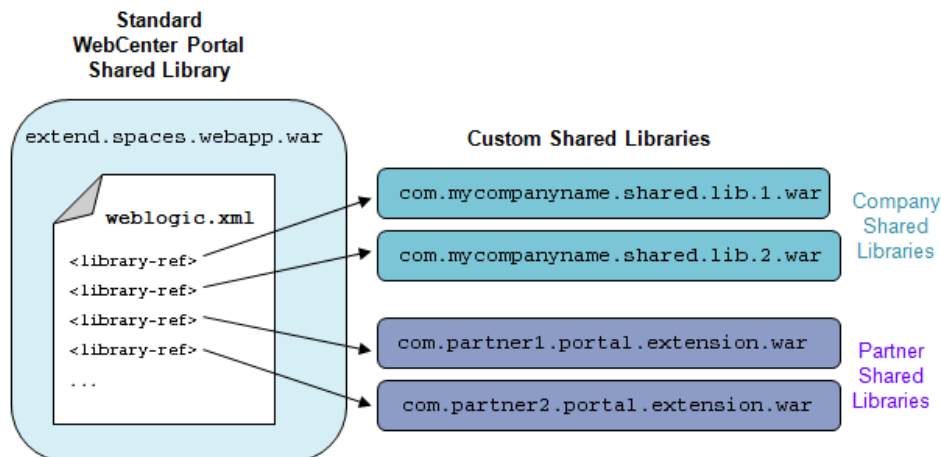 Standard
WebCenter Portal
Shared Library
extend.spaces.webapp.war
weblogic.xml
<library-ref>
<library-ref>
<library-ref>
<library-ref>
...
Custom Shared Libraries
com.mycompanyname.shared.lib.1.war
com.mycompanyname.shared.lib.2.war
Company
Shared
Libraries
com.partner1.portal.extension.war
com.partner2.portal.extension.war
Partner
Shared
Libraries